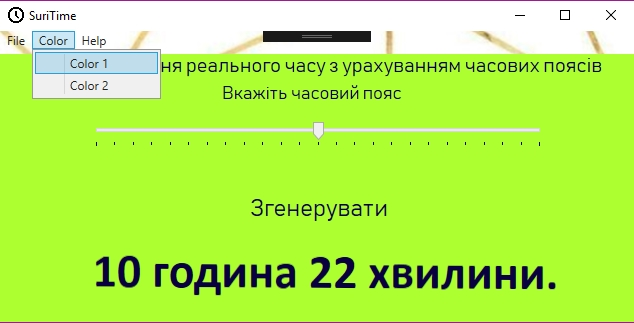 SuriTime
File Color Help
Color 1
Color 2
реального часу з урахуванням часових поясів
Вкажіть часовий пояс
Згенерувати
10 година 22 хвилини.